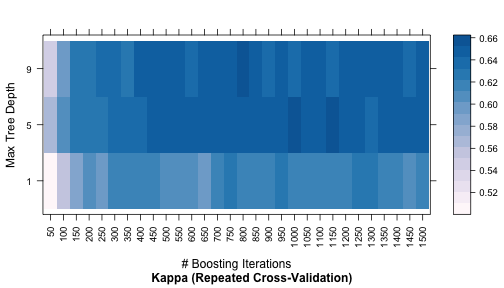 Max Tree Depth
9
5
1
50 100 150 200 250 300 350 400 450 500 550 600 650 700 750 800 850 900 950 1000 1050 1100 1150 1200 1250 1300 1350 1400 1450 1500
# Boosting Iterations
Kappa (Repeated Cross-Validation)
0.66
0.64
0.62
0.60
0.58
0.56
0.54
0.52